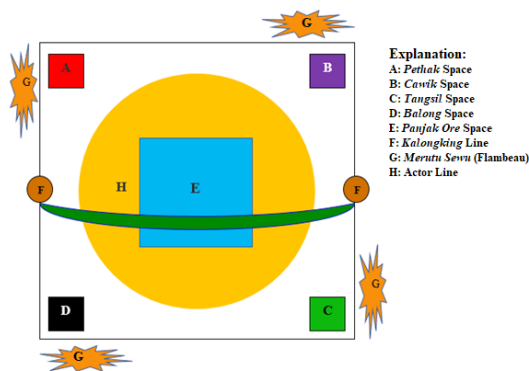 G
A
B
G
F
H
E
F
G
D
C
G
Explanation:
A: Pethak Space
B: Cawik Space
C: Tangsil Space
D: Balong Space
E: Panjak Ore Space
F: Kalongking Line
G: Merutu Sewu (Flambeau)
H: Actor Line